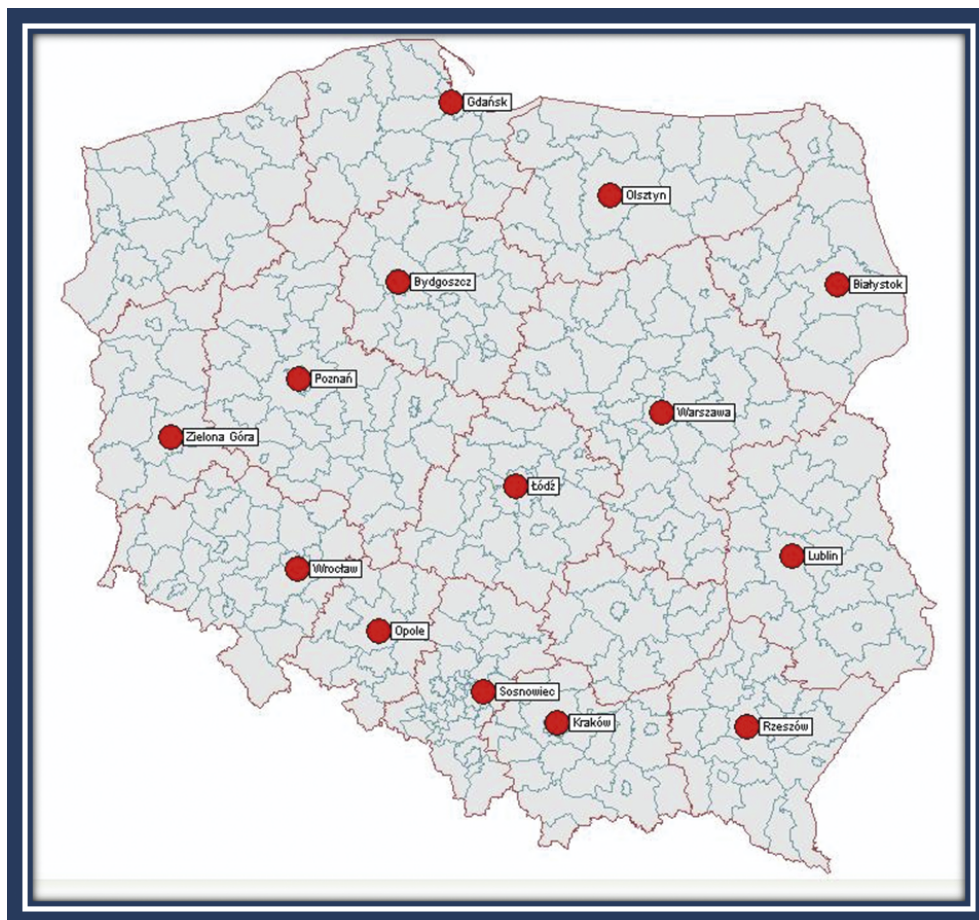 Gdańsk
Olsztyn
Bydgoszcz
Białystok
Poznań
Warszawa
Zielona Góra
Łódź
Lublin
Wrocław
Opole
Sosnowiec
Kraków
Rzeszów